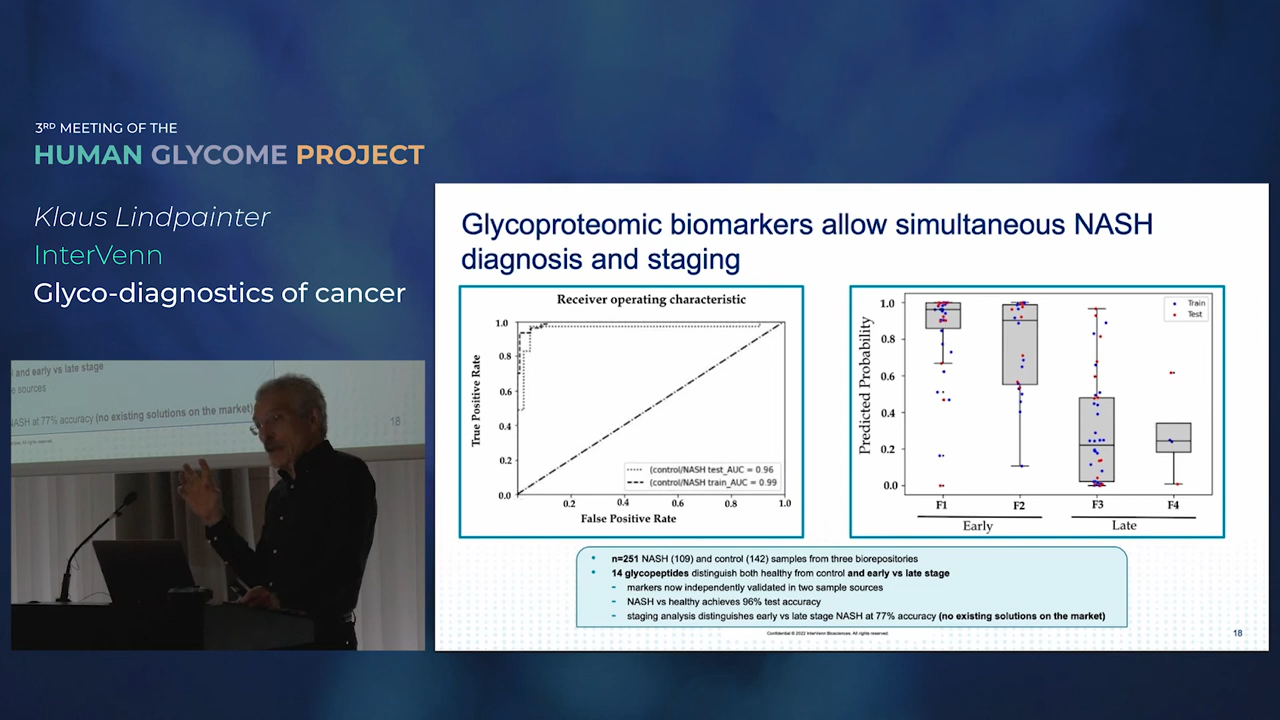 3RD MEETING OF THE
HUMAN GLYCOME PROJECT
Klaus Lindpainter
InterVenn
Glyco-diagnostics of cancer
l and early vs late stage
e sources
NASH at 77% accuracy (no existing solutions on the market)
18
Glycoproteomic biomarkers allow simultaneous NASH
diagnosis and staging
Receiver operating characteristic
1.0
0.8
0.6
0.4
0.2
0.0
0.2
0.4
0.6
0.8
1.0
True Positive Rate
False Positive Rate
(control/NASH test_AUC = 0.96
(control/NASH train_AUC = 0.99
1.0
0.8
0.6
0.4
0.2
0.0
Predicted Probability
Train
Test
F1
F2
F3
F4
Early
Late
• n=251 NASH (109) and control (142) samples from three biorepositories
• 14 glycopeptides distinguish both healthy from control and early vs late stage
- markers now independently validated in two sample sources
- NASH vs healthy achieves 96% test accuracy
- staging analysis distinguishes early vs late stage NASH at 77% accuracy (no existing solutions on the market)
Confidential © 2022 InterVenn Biosciences. All rights reserved.
18